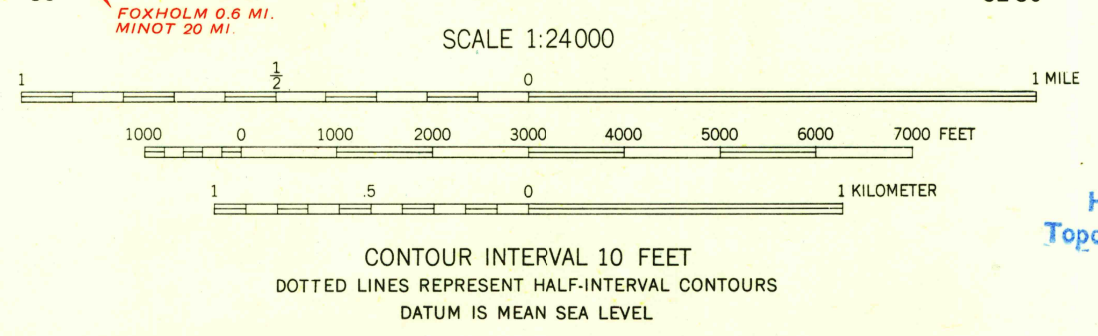 FOXHOLM 0.6 MI.
MINOT 20 MI.
SCALE 1:24000
1 1/2 0 1 MILE
1000 0 1000 2000 3000 4000 5000 6000 7000 FEET
1 .5 0 1 KILOMETER
CONTOUR INTERVAL 10 FEET
DOTTED LINES REPRESENT HALF-INTERVAL CONTOURS
DATUM IS MEAN SEA LEVEL